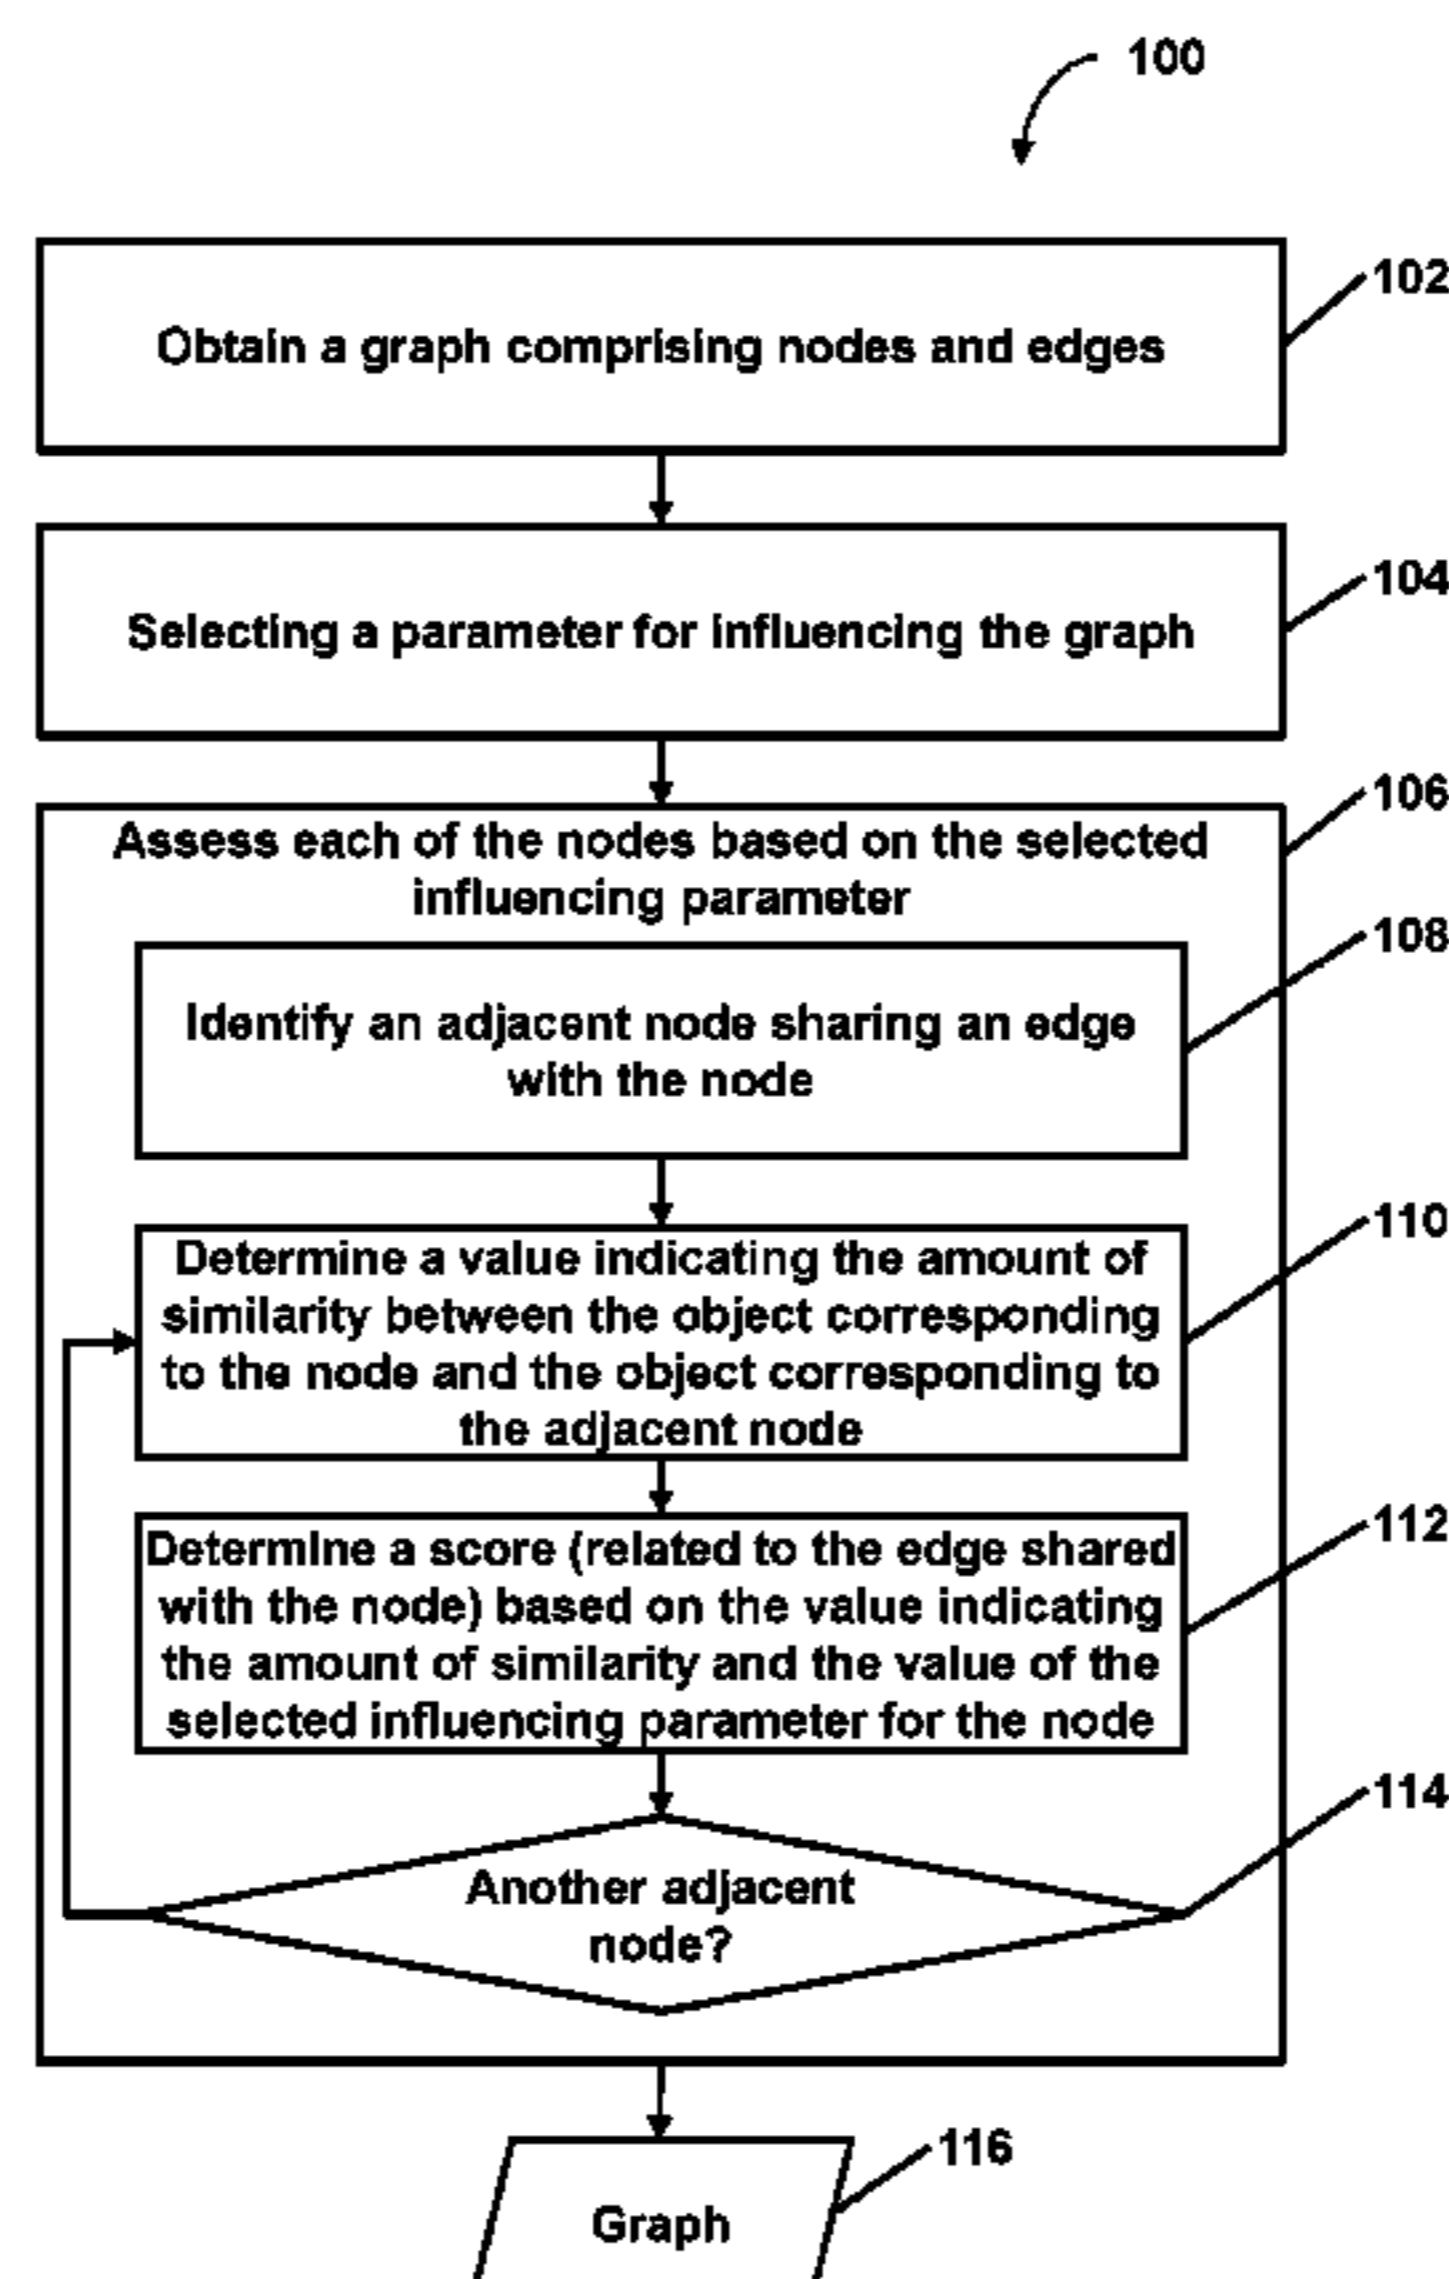 100
Obtain a graph comprising nodes and edges
102
Selecting a parameter for influencing the graph
104
106
Assess each of the nodes based on the selected
influencing parameter
108
Identify an adjacent node sharing an edge
with the node
110
Determine a value indicating the amount of
similarity between the object corresponding
to the node and the object corresponding to
the adjacent node
112
Determine a score (related to the edge shared
with the node) based on the value indicating
the amount of similarity and the value of the
selected influencing parameter for the node
114
Another adjacent
node?
116
Graph